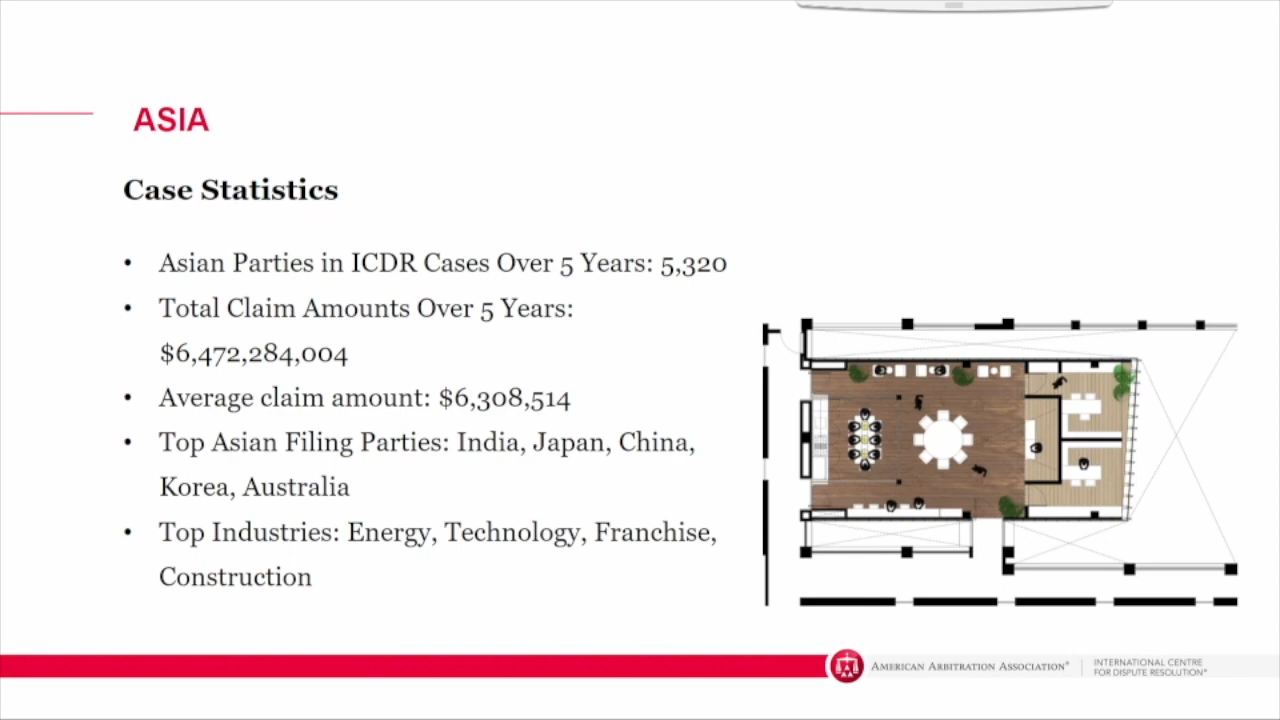 ASIA
Case Statistics
• Asian Parties in ICDR Cases Over 5 Years: 5,320
• Total Claim Amounts Over 5 Years:
$6,472,284,004
• Average claim amount: $6,308,514
• Top Asian Filing Parties: India, Japan, China,
Korea, Australia
• Top Industries: Energy, Technology, Franchise,
Construction
AMERICAN ARBITRATION ASSOCIATION®
INTERNATIONAL CENTRE
FOR DISPUTE RESOLUTION®